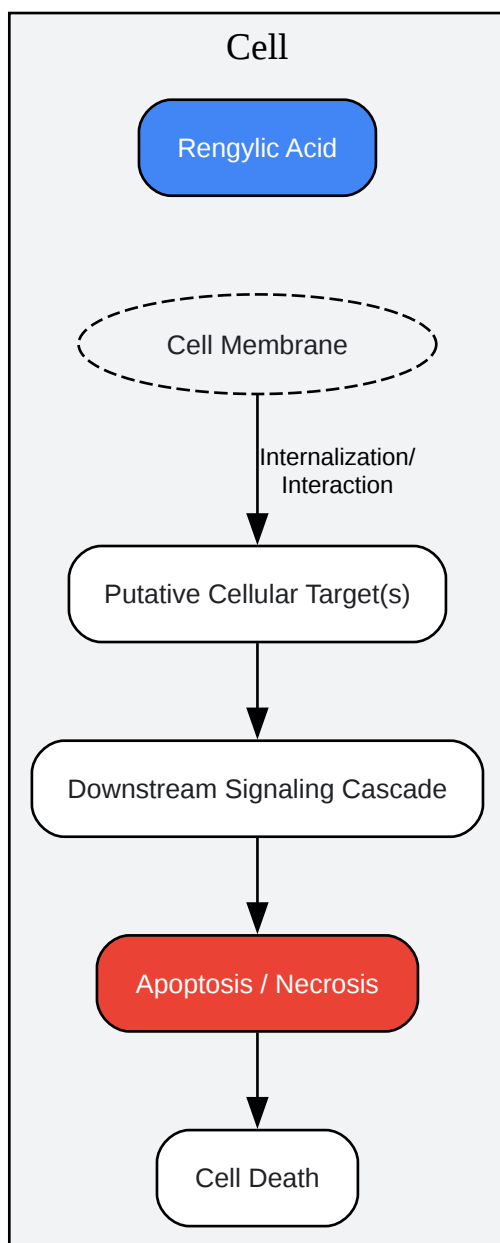 Cell
Rengylic Acid
Cell Membrane
Internalization/
Interaction
Putative Cellular Target(s)
Downstream Signaling Cascade
Apoptosis / Necrosis
Cell Death